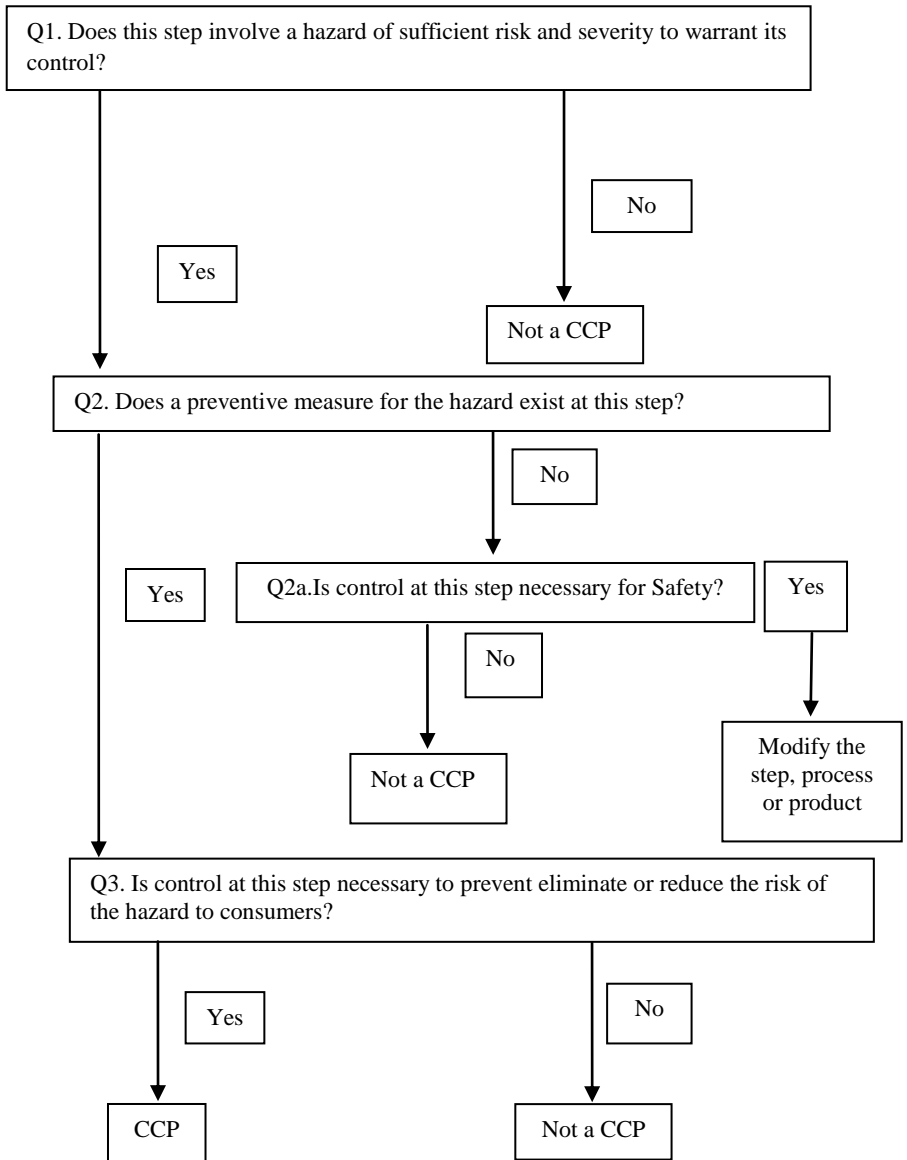 Q1. Does this step involve a hazard of sufficient risk and severity to warrant its
control?
No
Yes
Not a CCP
Q2. Does a preventive measure for the hazard exist at this step?
No
Yes
Q2a.Is control at this step necessary for Safety?
Yes
No
Not a CCP
Modify the
step, process
or product
Q3. Is control at this step necessary to prevent eliminate or reduce the risk of
the hazard to consumers?
Yes
No
CCP
Not a CCP